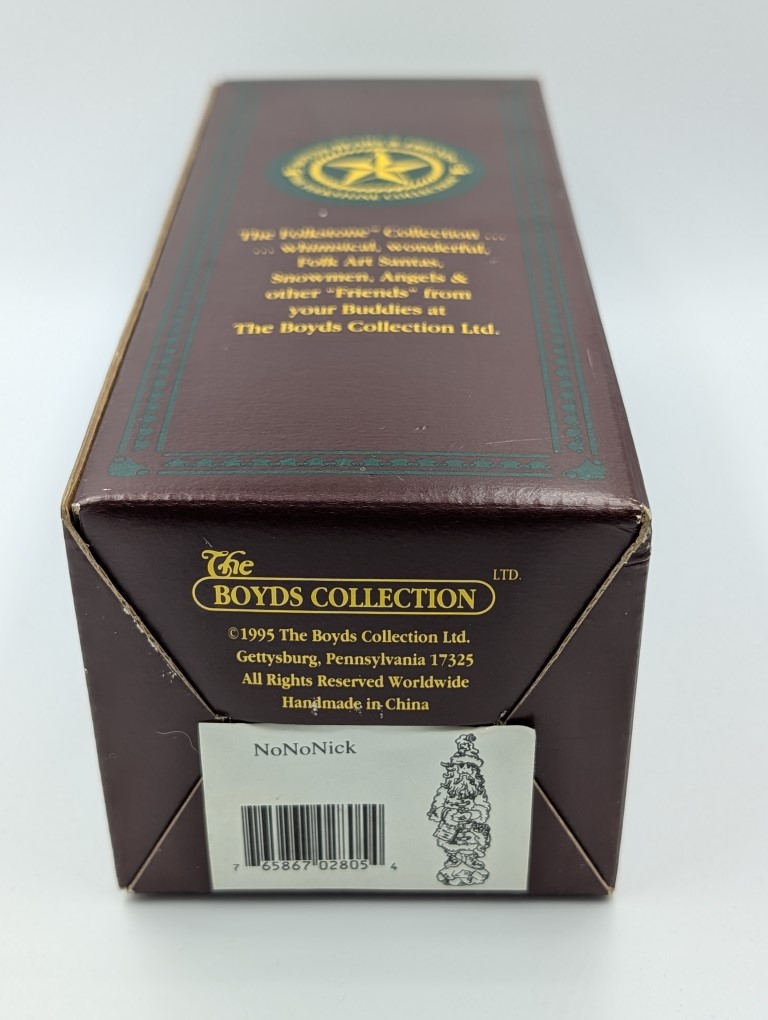 The Folkstone™ Collection ...
... whimsical, wonderful,
Folk Art Santas,
Snowmen, Angels &
other "Friends" from
your Buddies at
The Boyds Collection Ltd.
The
BOYDS COLLECTION LTD.
©1995 The Boyds Collection Ltd.
Gettysburg, Pennsylvania 17325
All Rights Reserved Worldwide
Handmade in China
NoNoNick
7 65867 02805 4